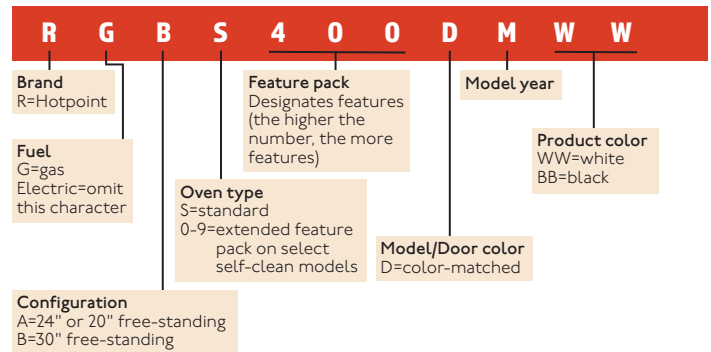 R G B S 4 0 0 D M W W
Brand
R=Hotpoint
Fuel
G=gas
Electric=omit
this character
Configuration
A=24" or 20" free-standing
B=30" free-standing
Oven type
S=standard
0-9=extended feature
pack on select
self-clean models
Feature pack
Designates features
(the higher the
number, the more
features)
Model/Door color
D=color-matched
Model year
Product color
WW=white
BB=black